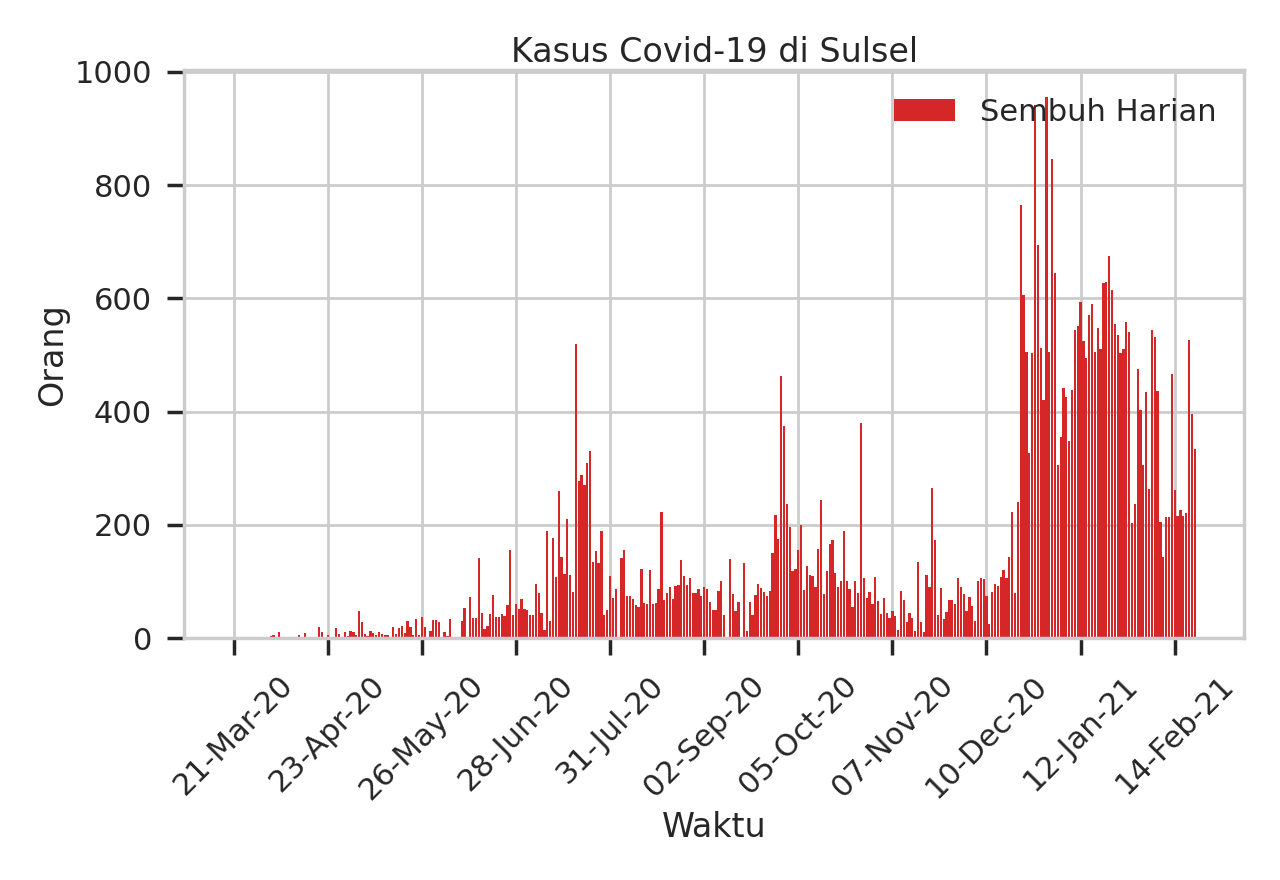 Kasus Covid-19 di Sulsel
Sembuh Harian
Orang
1000
800
600
400
200
0
21-Mar-20
23-Apr-20
26-May-20
28-Jun-20
31-Jul-20
02-Sep-20
05-Oct-20
07-Nov-20
10-Dec-20
12-Jan-21
14-Feb-21
Waktu